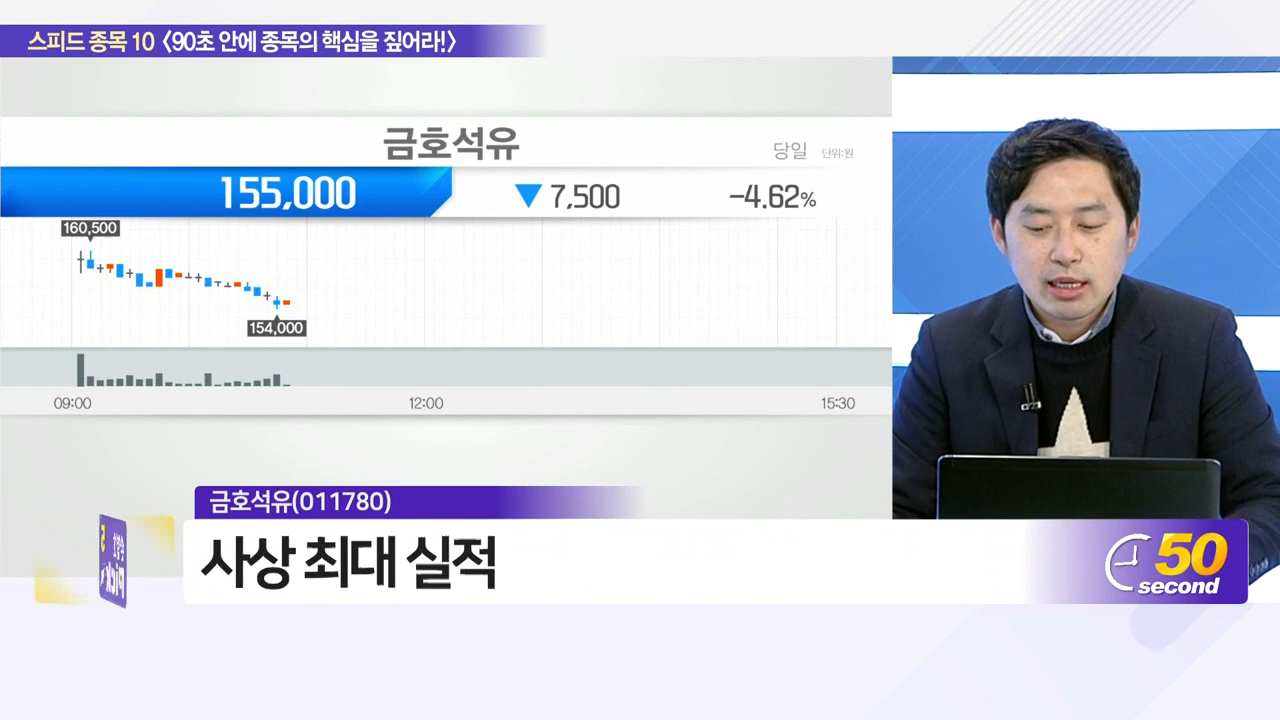 스피드 종목 10 〈90초 안에 종목의 핵심을 짚어라!〉
금호석유
당일 단위:원
155,000 ▼ 7,500 -4.62%
160,500
154,000
09:00 12:00 15:30
금호석유(011780)
사상 최대 실적
50
second